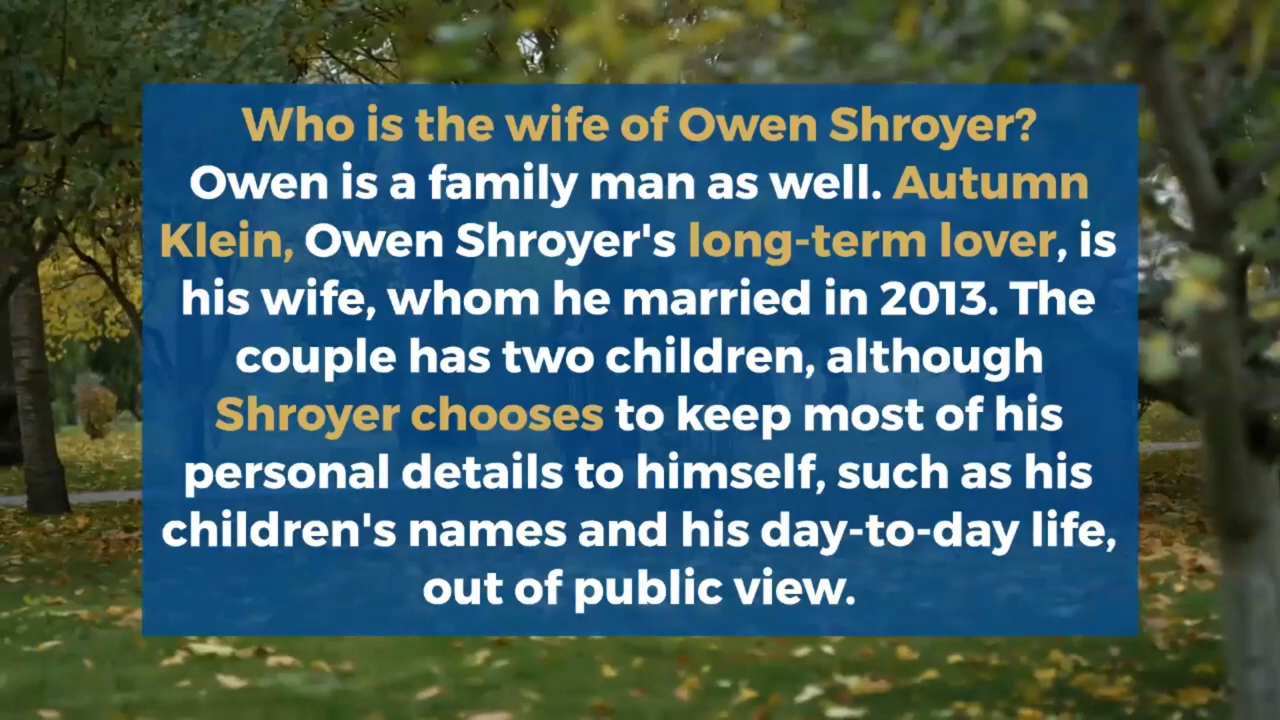 Who is the wife of Owen Shroyer?
Owen is a family man as well. Autumn
Klein, Owen Shroyer's long-term lover, is
his wife, whom he married in 2013. The
couple has two children, although
Shroyer chooses to keep most of his
personal details to himself, such as his
children's names and his day-to-day life,
out of public view.